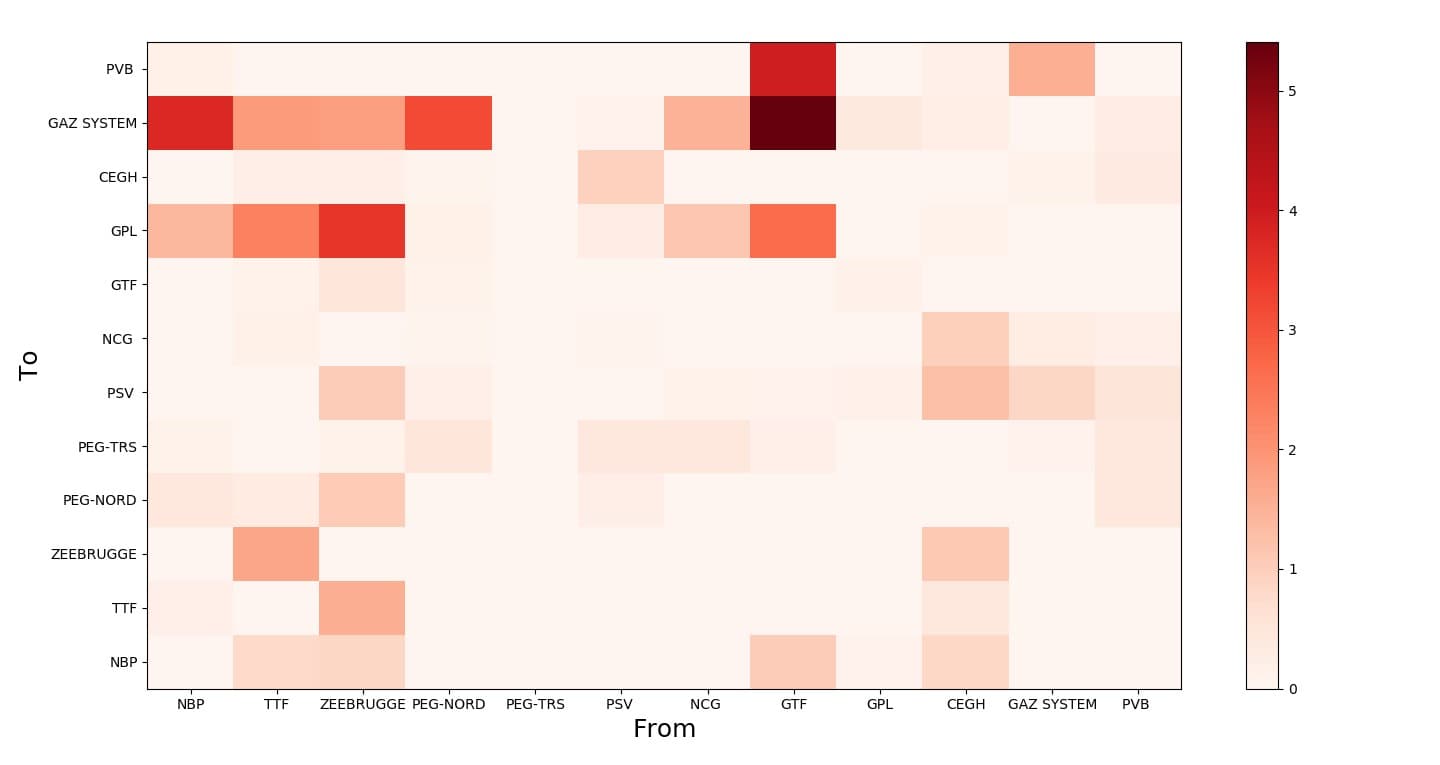 PVB
GAZ SYSTEM
CEGH
GPL
GTF
NCG
PSV
PEG-TRS
PEG-NORD
ZEEBRUGGE
TTF
NBP
To
NBP TTF ZEEBRUGGE PEG-NORD PEG-TRS PSV NCG GTF GPL CEGH GAZ SYSTEM PVB
From
5
4
3
2
1
0